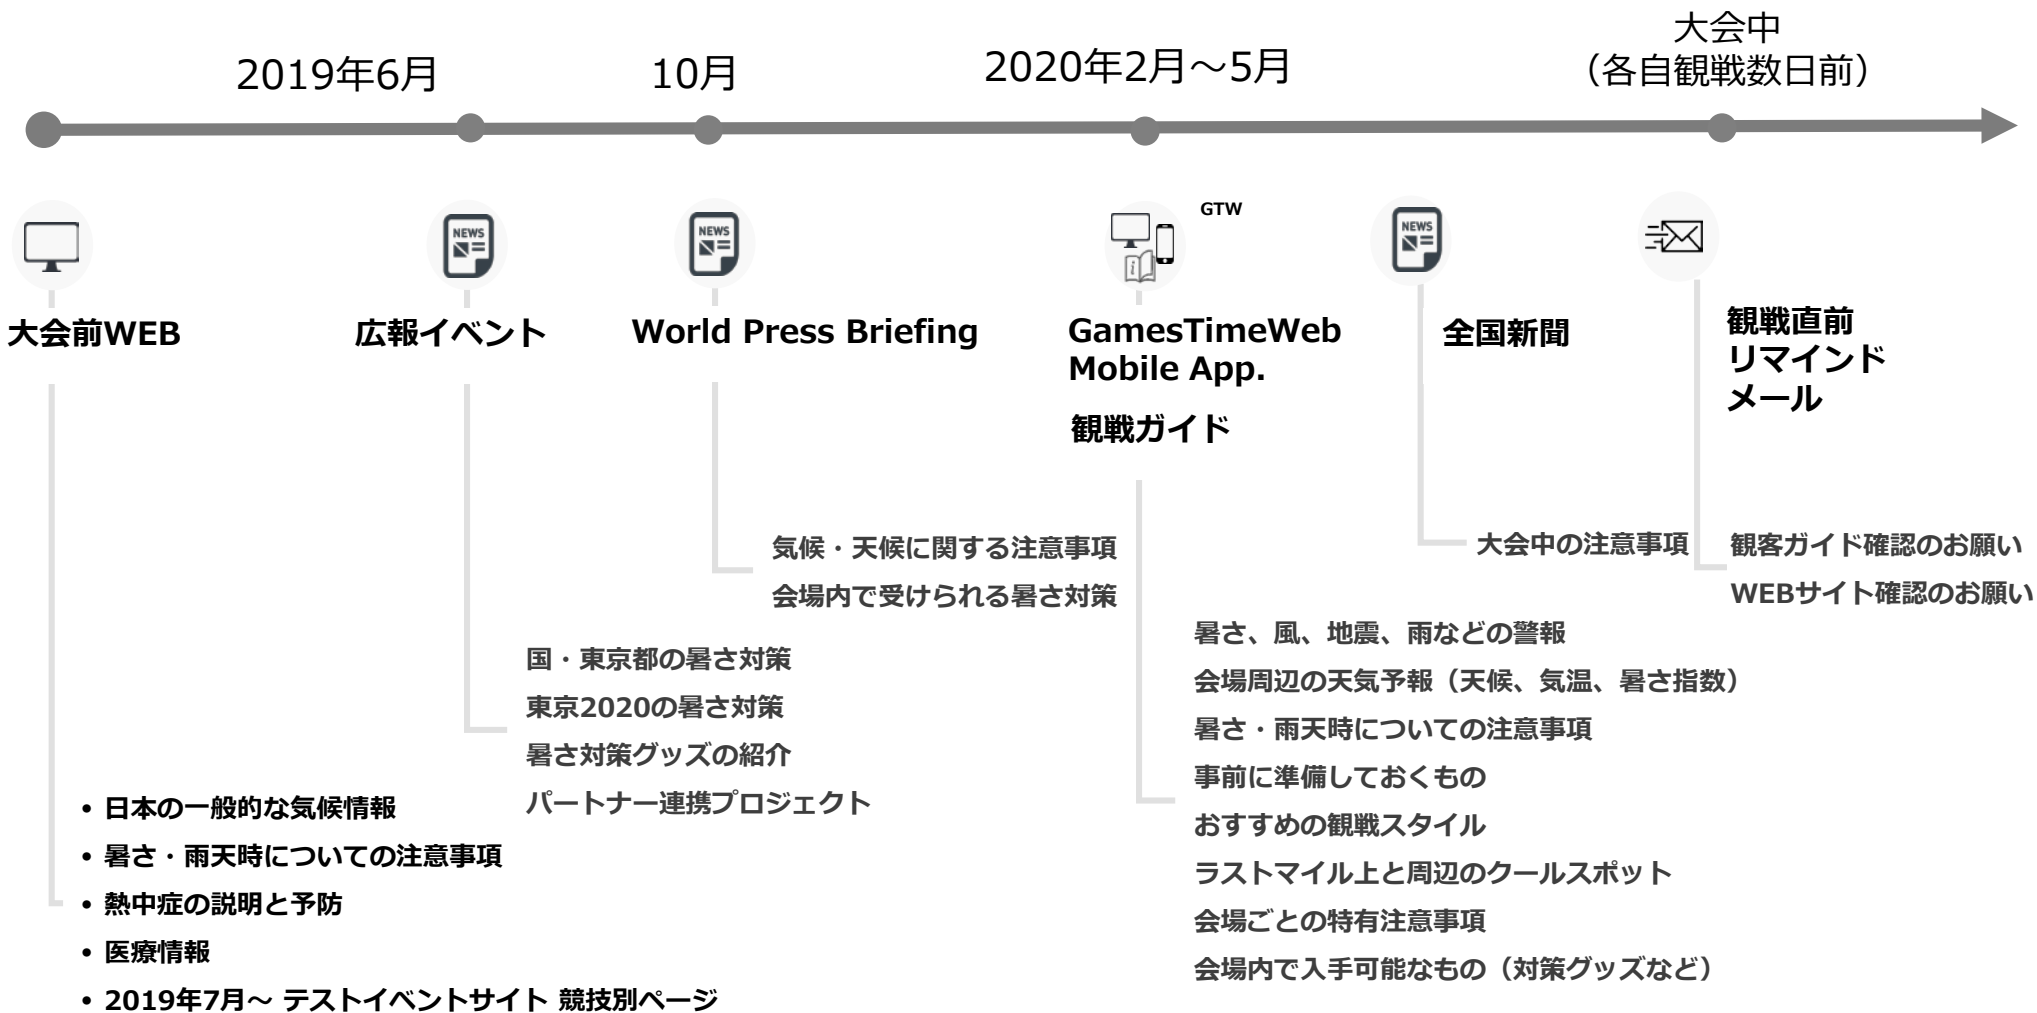 2019年6月
10月
2020年2月～5月
大会中
（各自観戦数日前）
NEWS
NEWS
GTW
NEWS
大会前WEB
広報イベント
World Press Briefing
GamesTimeWeb
Mobile App.
観戦ガイド
全国新聞
観戦直前
リマインド
メール
気候・天候に関する注意事項
会場内で受けられる暑さ対策
大会中の注意事項
観客ガイド確認のお願い
WEBサイト確認のお願い
国・東京都の暑さ対策
東京2020の暑さ対策
暑さ対策グッズの紹介
パートナー連携プロジェクト
暑さ、風、地震、雨などの警報
会場周辺の天気予報（天候、気温、暑さ指数）
暑さ・雨天時についての注意事項
事前に準備しておくもの
おすすめの観戦スタイル
ラストマイル上と周辺のクールスポット
会場ごとの特有注意事項
会場内で入手可能なもの（対策グッズなど）
• 日本の一般的な気候情報
• 暑さ・雨天時についての注意事項
• 熱中症の説明と予防
• 医療情報
• 2019年7月～ テストイベントサイト 競技別ページ